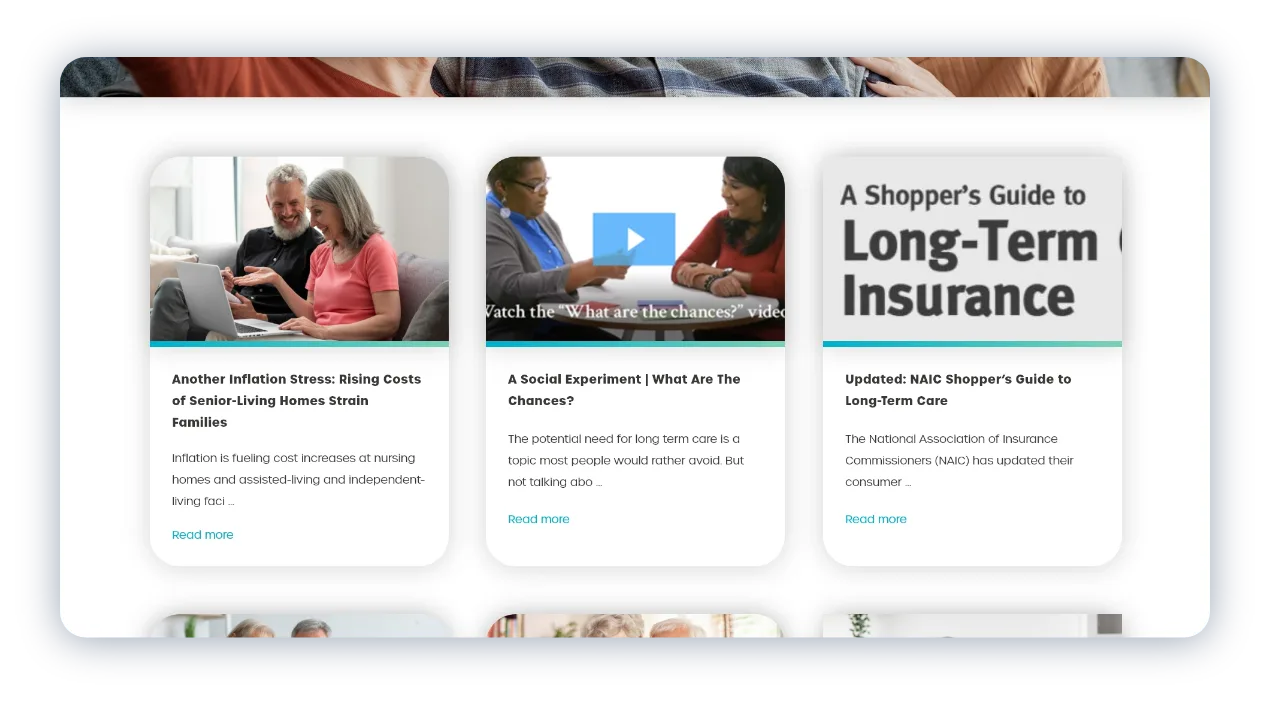 Watch the “What are the chances?” video
A Shopper’s Guide to
Long-Term
Insurance
Another Inflation Stress: Rising Costs
of Senior-Living Homes Strain
Families
Inflation is fueling cost increases at nursing
homes and assisted-living and independent-
living faci ...
Read more
A Social Experiment | What Are The
Chances?
The potential need for long term care is a
topic most people would rather avoid. But
not talking abo ...
Read more
Updated: NAIC Shopper’s Guide to
Long-Term Care
The National Association of Insurance
Commissioners (NAIC) has updated their
consumer ...
Read more